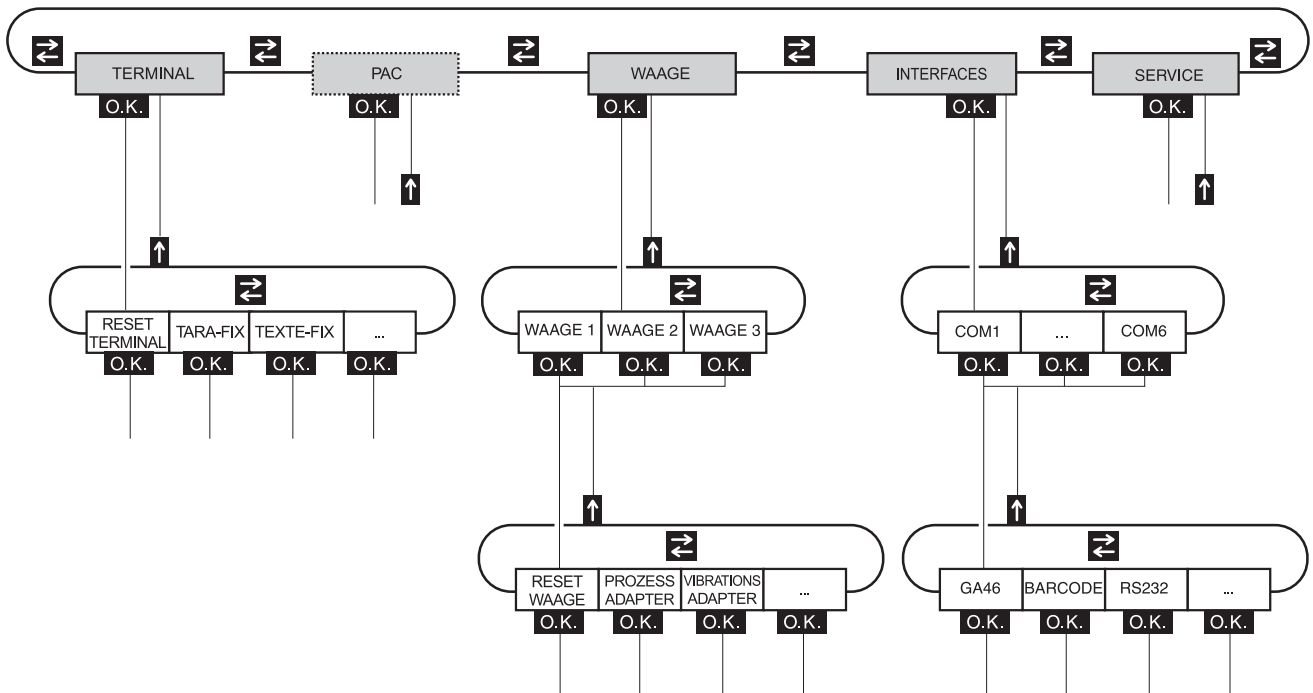 TERMINAL
PAC
WAAGE
INTERFACES
SERVICE
O.K.
O.K.
O.K.
O.K.
O.K.
RESET
TERMINAL
TARA-FIX
TEXTE-FIX
...
O.K.
O.K.
O.K.
O.K.
WAAGE 1
WAAGE 2
WAAGE 3
O.K.
O.K.
O.K.
COM1
...
COM6
O.K.
O.K.
O.K.
RESET
WAAGE
PROZESS
ADAPTER
VIBRATIONS
ADAPTER
...
O.K.
O.K.
O.K.
O.K.
GA46
BARCODE
RS232
...
O.K.
O.K.
O.K.
O.K.